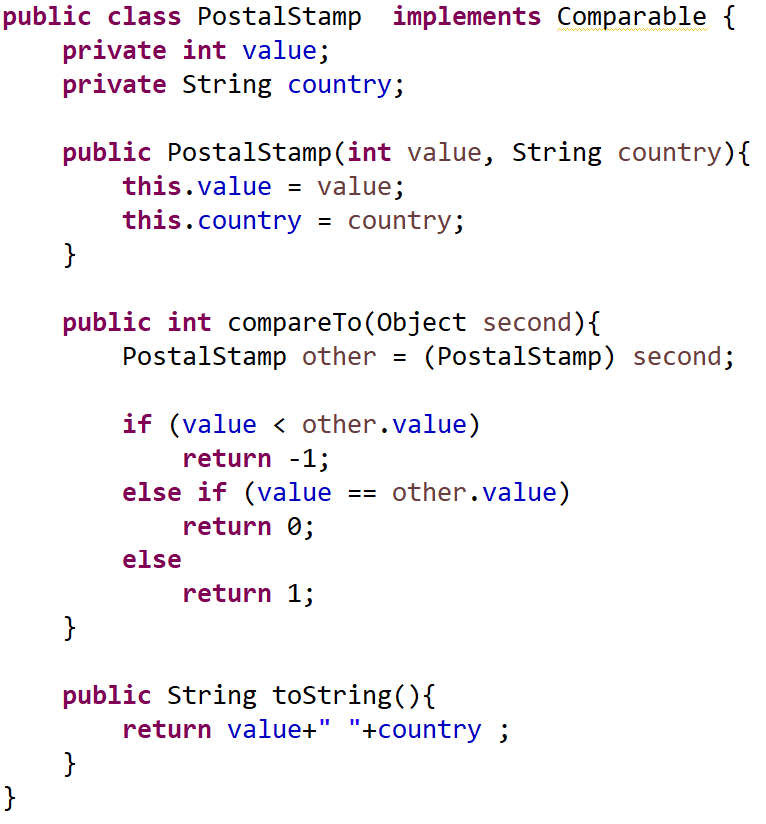 public class PostalStamp  implements Comparable {
    private int value;
    private String country;

    public PostalStamp(int value, String country){
        this.value = value;
        this.country = country;
    }

    public int compareTo(Object second){
        PostalStamp other = (PostalStamp) second;

        if (value < other.value)
            return -1;
        else if (value == other.value)
            return 0;
        else
            return 1;
    }

    public String toString(){
        return value+" "+country ;
    }
}